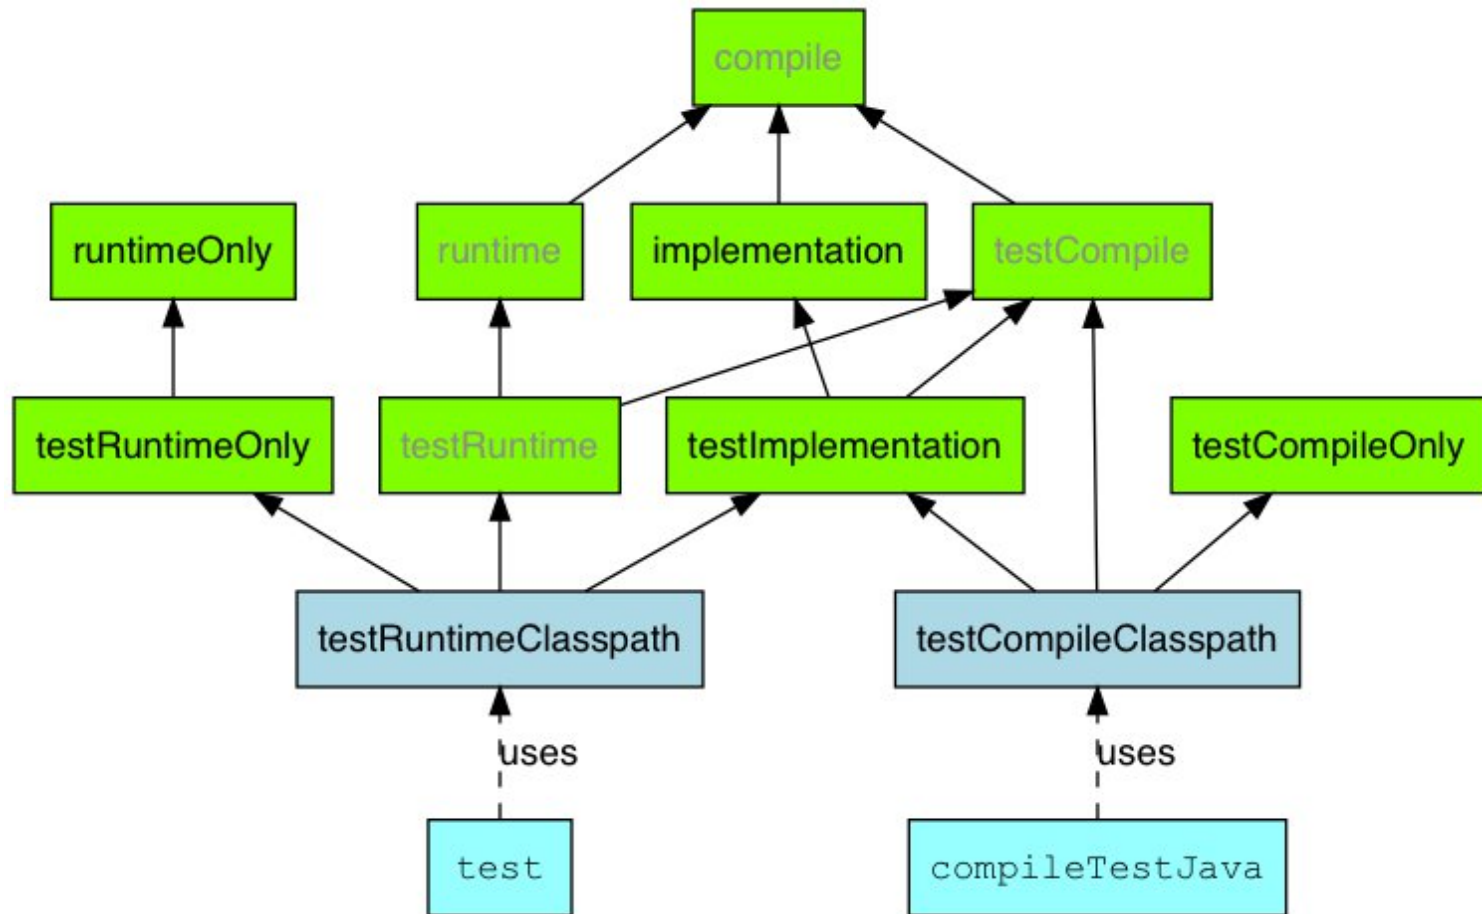 compile
runtimeOnly
runtime
implementation
testCompile
testRuntimeOnly
testRuntime
testImplementation
testCompileOnly
testRuntimeClasspath
testCompileClasspath
uses
uses
test
compileTestJava